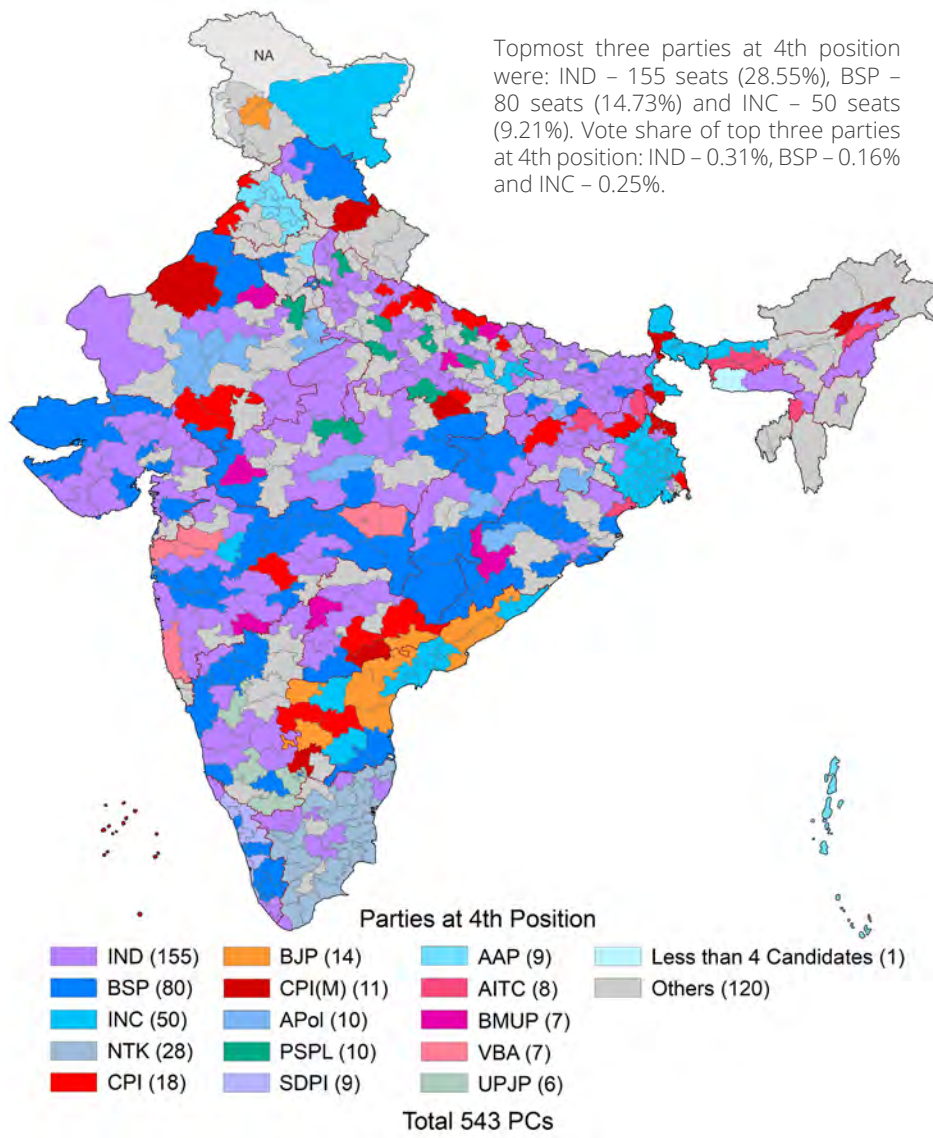 NA
Topmost three parties at 4th position
were: IND – 155 seats (28.55%), BSP –
80 seats (14.73%) and INC – 50 seats
(9.21%). Vote share of top three parties
at 4th position: IND – 0.31%, BSP – 0.16%
and INC – 0.25%.
Parties at 4th Position
IND (155)
BSP (80)
INC (50)
NTK (28)
CPI (18)
BJP (14)
CPI(M) (11)
APol (10)
PSPL (10)
SDPI (9)
AAP (9)
AITC (8)
BMUP (7)
VBA (7)
UPJP (6)
Less than 4 Candidates (1)
Others (120)
Total 543 PCs